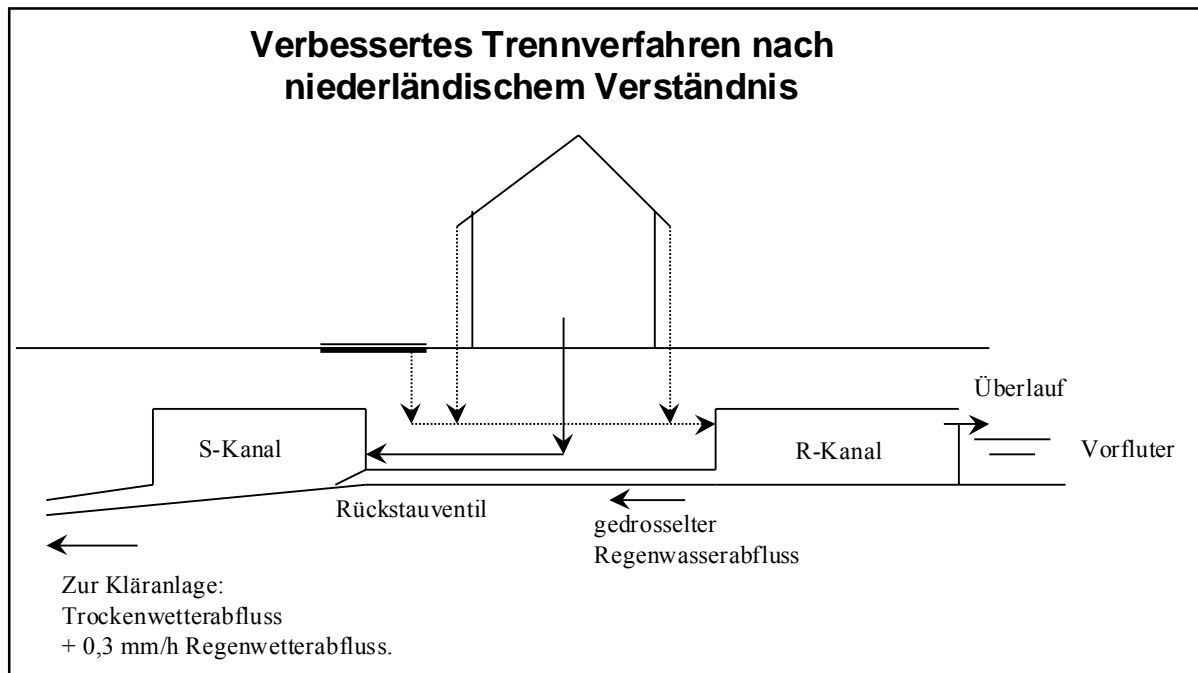 Verbessertes Trennverfahren nach
niederländischem Verständnis
Überlauf
S-Kanal
R-Kanal
Vorfluter
Rückstauventil
gedrosselter
Regenwasserabfluss
Zur Kläranlage:
Trockenwetterabfluss
+ 0,3 mm/h Regenwetterabfluss.